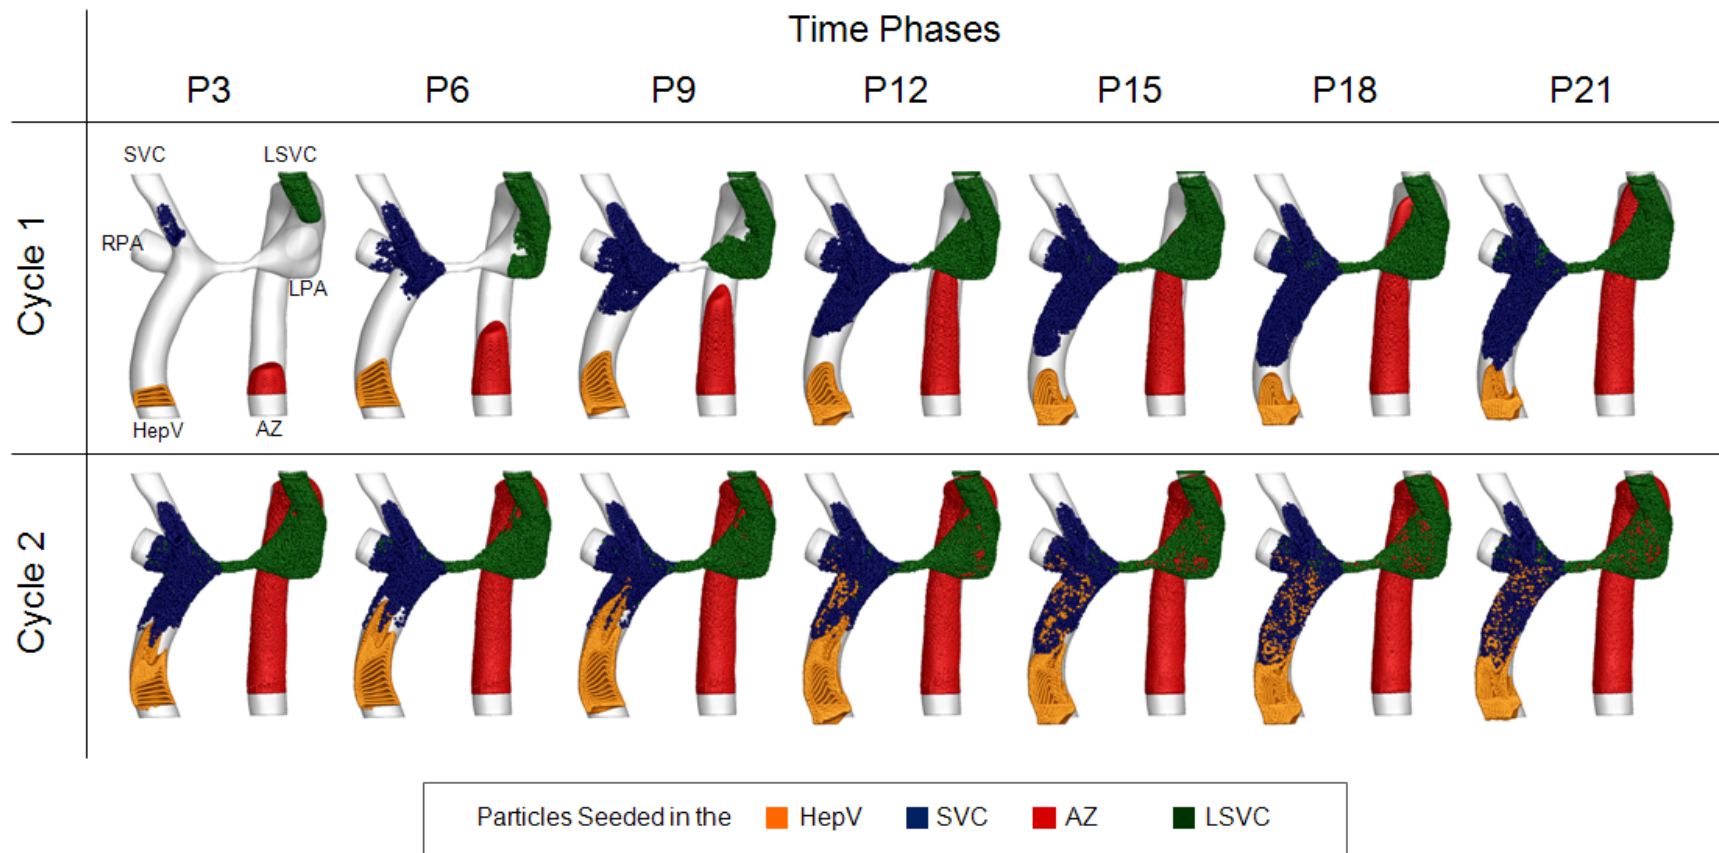 Time Phases
P3 P6 P9 P12 P15 P18 P21
Cycle 1
SVC LSVC
RPA
LPA
HepV AZ
Cycle 2
Particles Seeded in the HepV SVC AZ LSVC